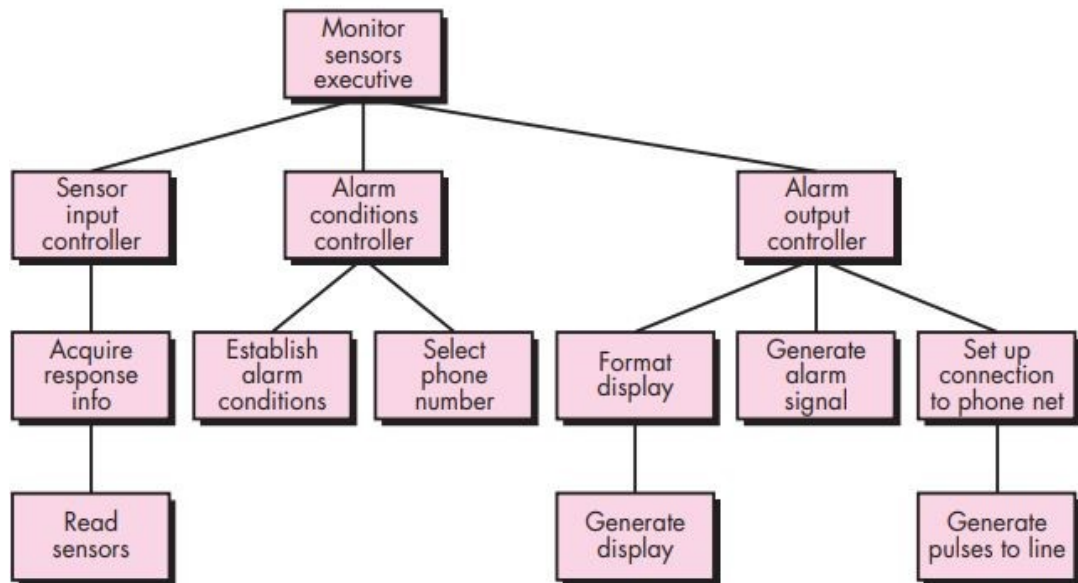 Monitor
sensors
executive
Sensor
input
controller
Alarm
conditions
controller
Alarm
output
controller
Acquire
response
info
Establish
alarm
conditions
Select
phone
number
Format
display
Generate
alarm
signal
Set up
connection
to phone net
Read
sensors
Generate
display
Generate
pulses to line